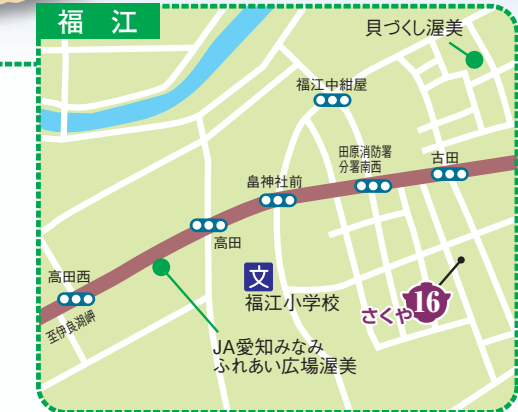 福江
貝づくし渥美
福江中紺屋
田原消防署
分署南西
古田
畠神社前
高田
高田西
至伊良湖岬
文
福江小学校
さくや
16
JA愛知みなみ
ふれあい広場渥美